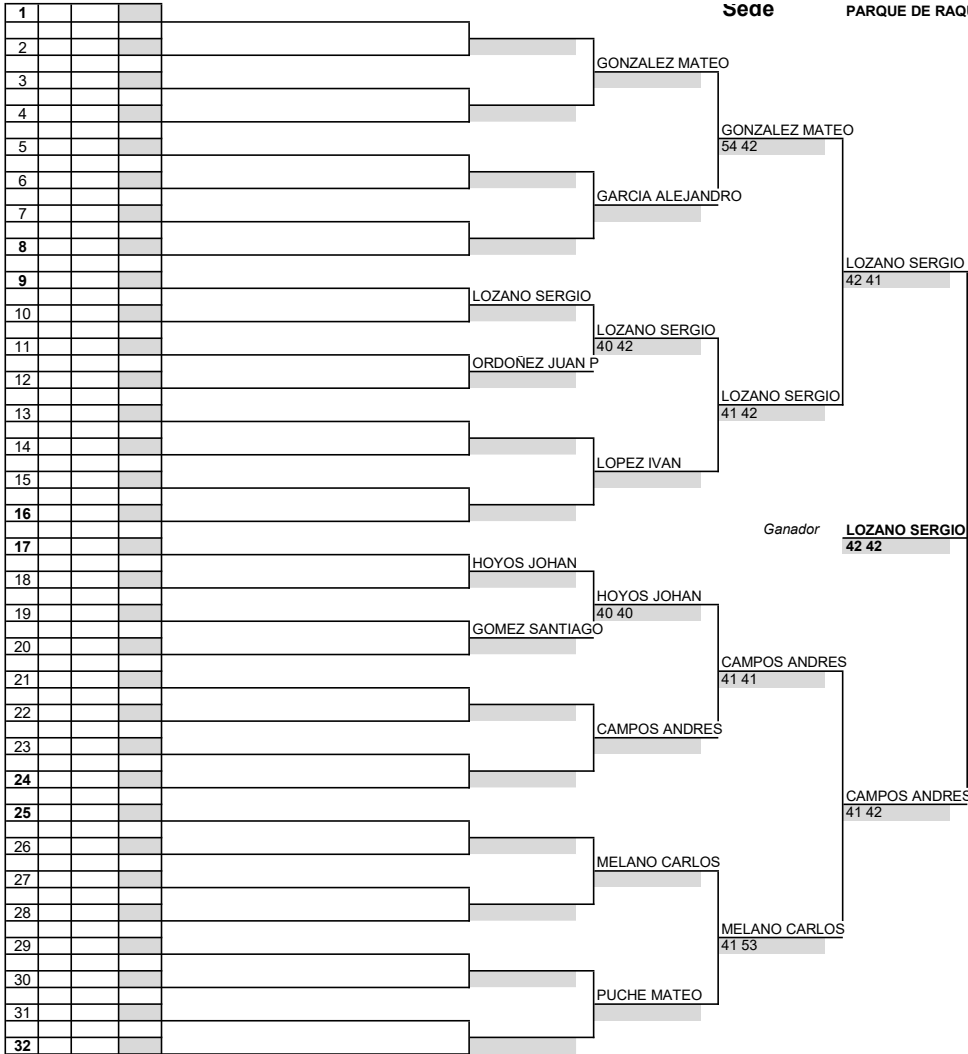 1
Sede PARQUE DE
2
GONZALEZ MATEO
3
4
GONZALEZ MATEO
5
54 42
6
GARCIA ALEJANDRO
7
8
LOZANO SERGIO
9
42 41
LOZANO SERGIO
10
LOZANO SERGIO
11
40 42
ORDOÑEZ JUAN P
12
LOZANO SERGIO
13
41 42
14
LOPEZ IVAN
15
16
Ganador LOZANO SERGIO
17
42 42
HOYOS JOHAN
18
HOYOS JOHAN
19
40 40
GOMEZ SANTIAGO
20
CAMPOS ANDRES
21
41 41
22
CAMPOS ANDRES
23
24
CAMPOS ANDRES
25
41 42
26
MELANO CARLOS
27
28
MELANO CARLOS
29
41 53
30
PUCHE MATEO
31
32